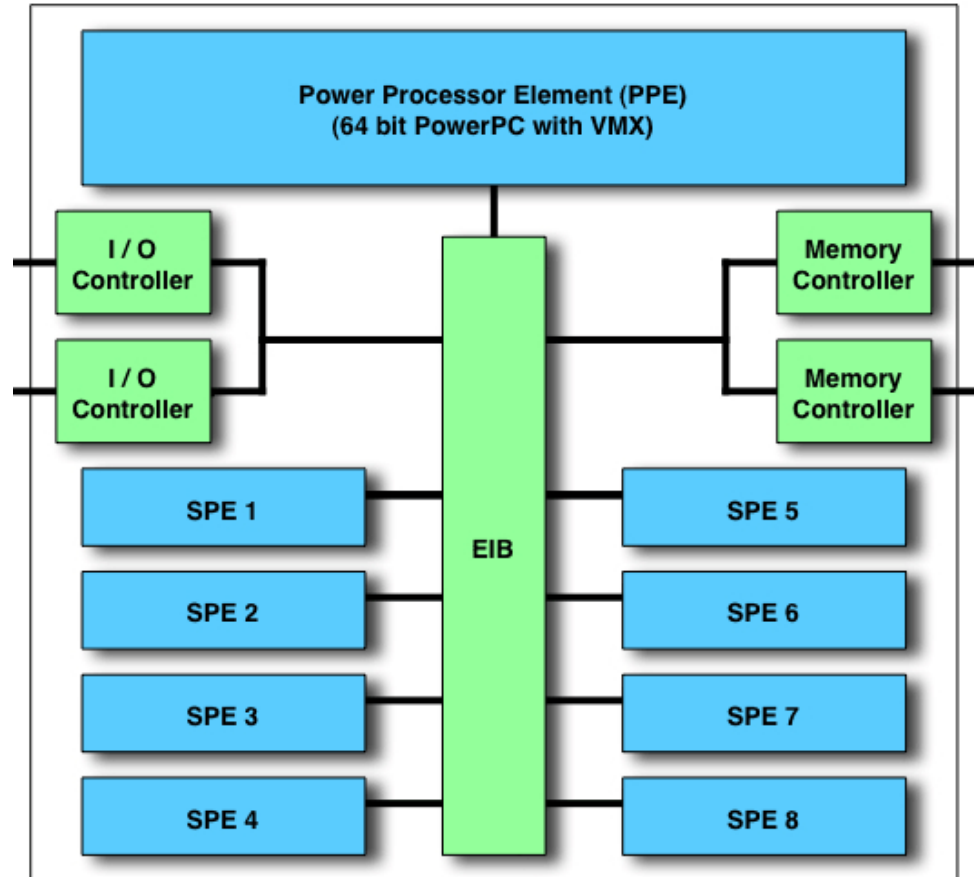 Power Processor Element (PPE)
(64 bit PowerPC with VMX)
I / O
Controller
Memory
Controller
I / O
Controller
Memory
Controller
SPE 1
SPE 5
EIB
SPE 2
SPE 6
SPE 3
SPE 7
SPE 4
SPE 8